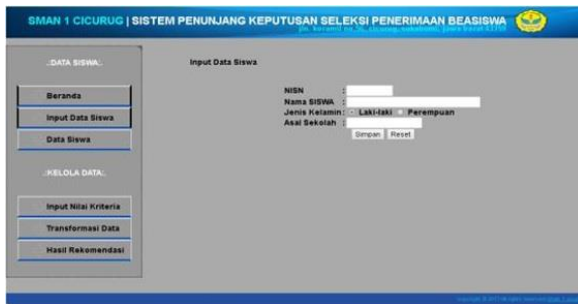 SMAN 1 CICURUG | SISTEM PENUNJANG KEPUTUSAN SELEKSI PENERIMAAN BEASISWA
.:DATA SISWA:.
Beranda
Input Data Siswa
Data Siswa
.:KELOLA DATA:.
Input Nilai Kriteria
Transformasi Data
Hasil Rekomendasi
Input Data Siswa
NISN :
Nama SISWA :
Jenis Kelamin : Laki-laki Perempuan
Asal Sekolah :
Simpan Reset